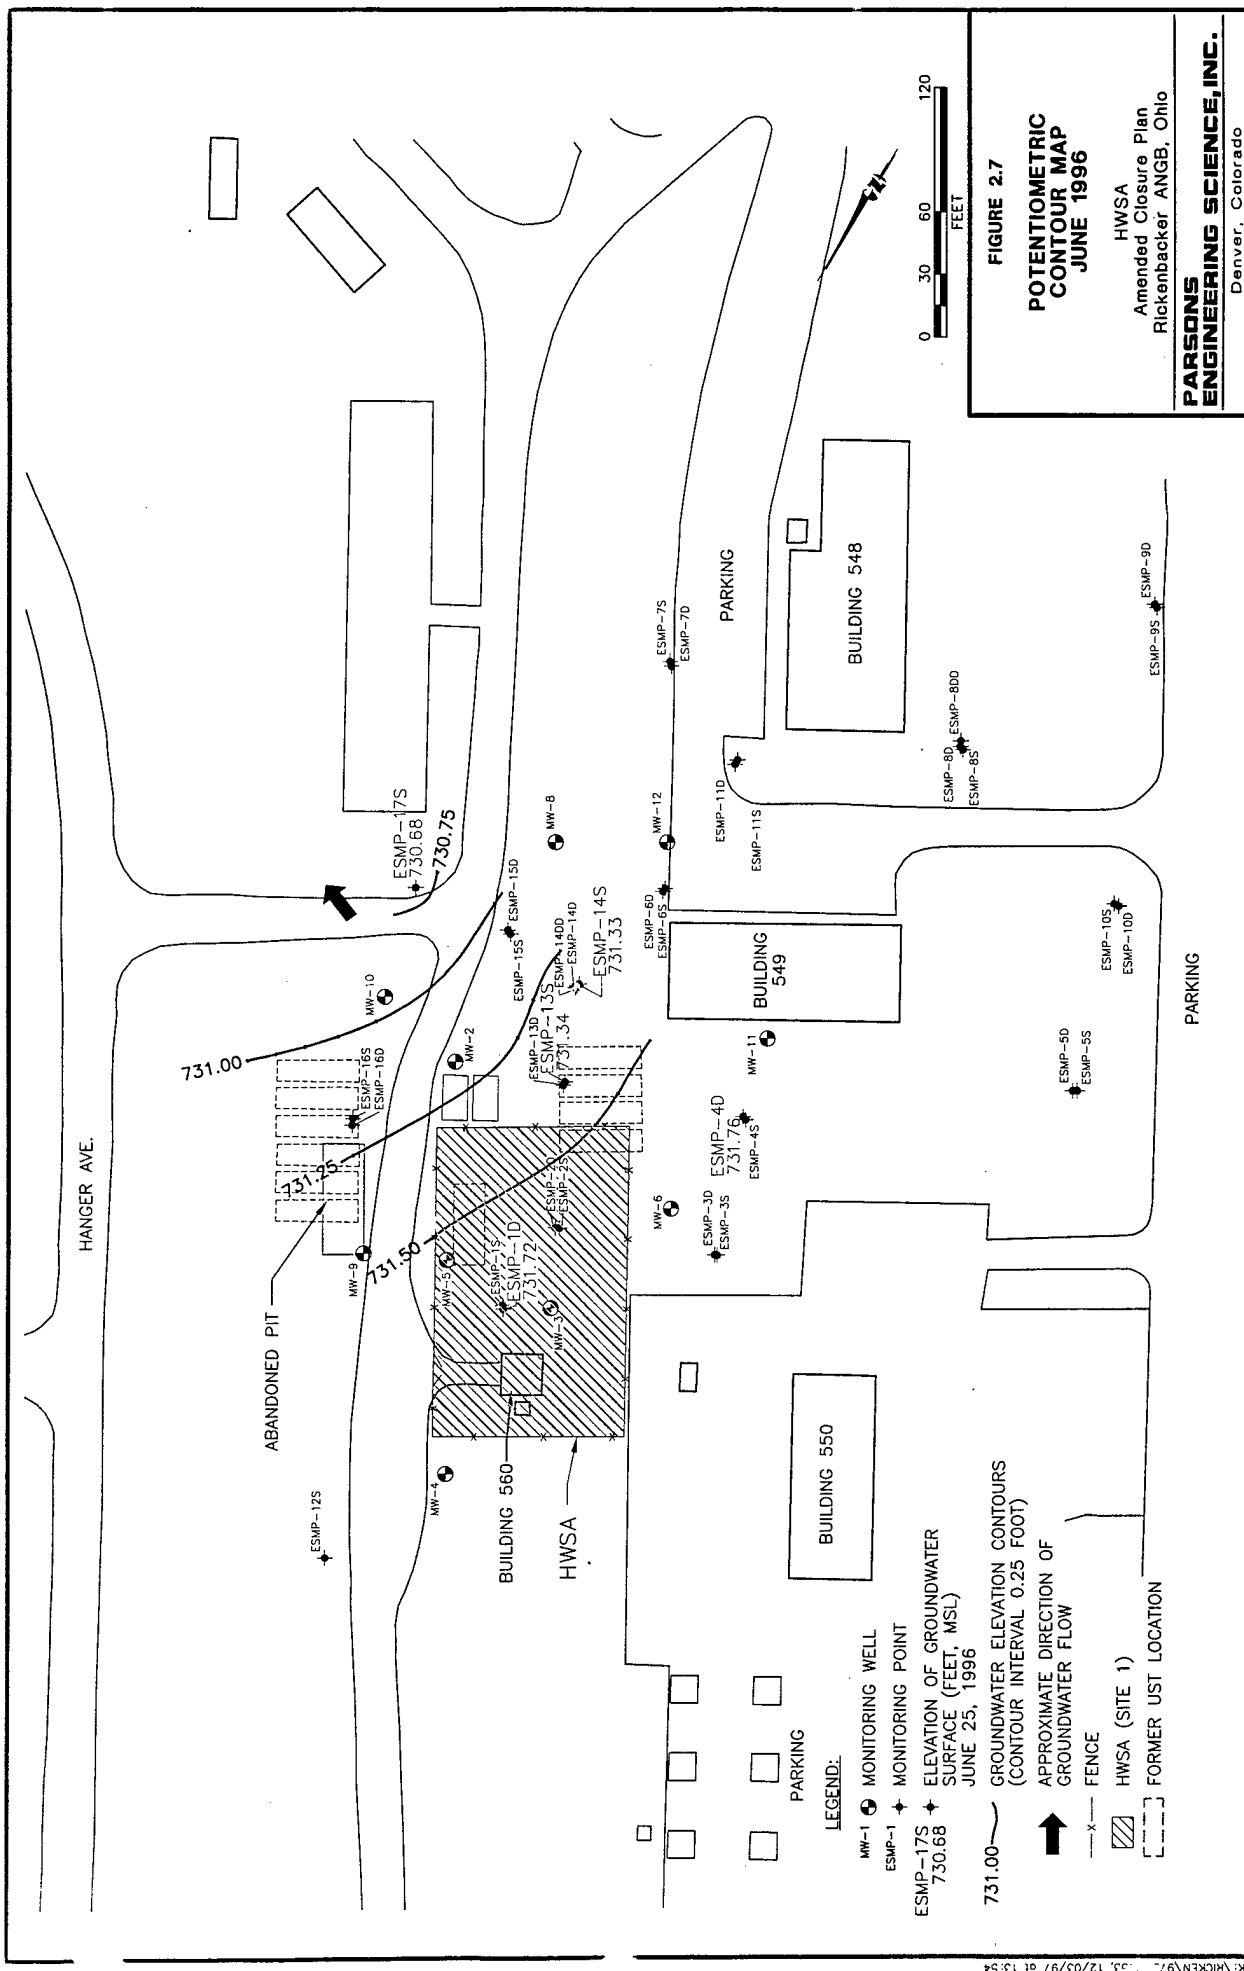 HANGER AVE.
ABANDONED PIT
731.00
731.25
731.50
730.75
ESMP-17S
730.68
ESMP-16S
ESMP-16D
MW-10
MW-9
MW-2
MW-8
ESMP-15S
ESMP-15D
ESMP-14DD
ESMP-14D
ESMP-14S
731.33
ESMP-13D
ESMP-13S
731.34
ESMP-2D
ESMP-2S
ESMP-1S
ESMP-1D
731.72
MW-5
MW-3
MW-4
ESMP-12S
BUILDING 560
HWSA
MW-6
ESMP-3D
ESMP-3S
ESMP-4D
731.76
ESMP-4S
MW-11
MW-12
ESMP-6D
ESMP-6S
ESMP-7S
ESMP-7D
PARKING
ESMP-11D
ESMP-11S
BUILDING
549
BUILDING 548
BUILDING 550
ESMP-8D
ESMP-8DD
ESMP-8S
ESMP-9S
ESMP-9D
ESMP-10S
ESMP-10D
ESMP-5D
ESMP-5S
PARKING
PARKING
LEGEND:
MW-1 MONITORING WELL
ESMP-1 MONITORING POINT
ESMP-17S ELEVATION OF GROUNDWATER
730.68 SURFACE (FEET, MSL)
JUNE 25, 1996
731.00 GROUNDWATER ELEVATION CONTOURS
(CONTOUR INTERVAL 0.25 FOOT)
APPROXIMATE DIRECTION OF
GROUNDWATER FLOW
x FENCE
HWSA (SITE 1)
FORMER UST LOCATION
0 30 60 120
FEET
FIGURE 2.7
POTENTIOMETRIC
CONTOUR MAP
JUNE 1996
HWSA
Amended Closure Plan
Rickenbacker ANGB, Ohio
PARSONS
ENGINEERING SCIENCE, INC.
Denver, Colorado
12/03/97 at 13:54